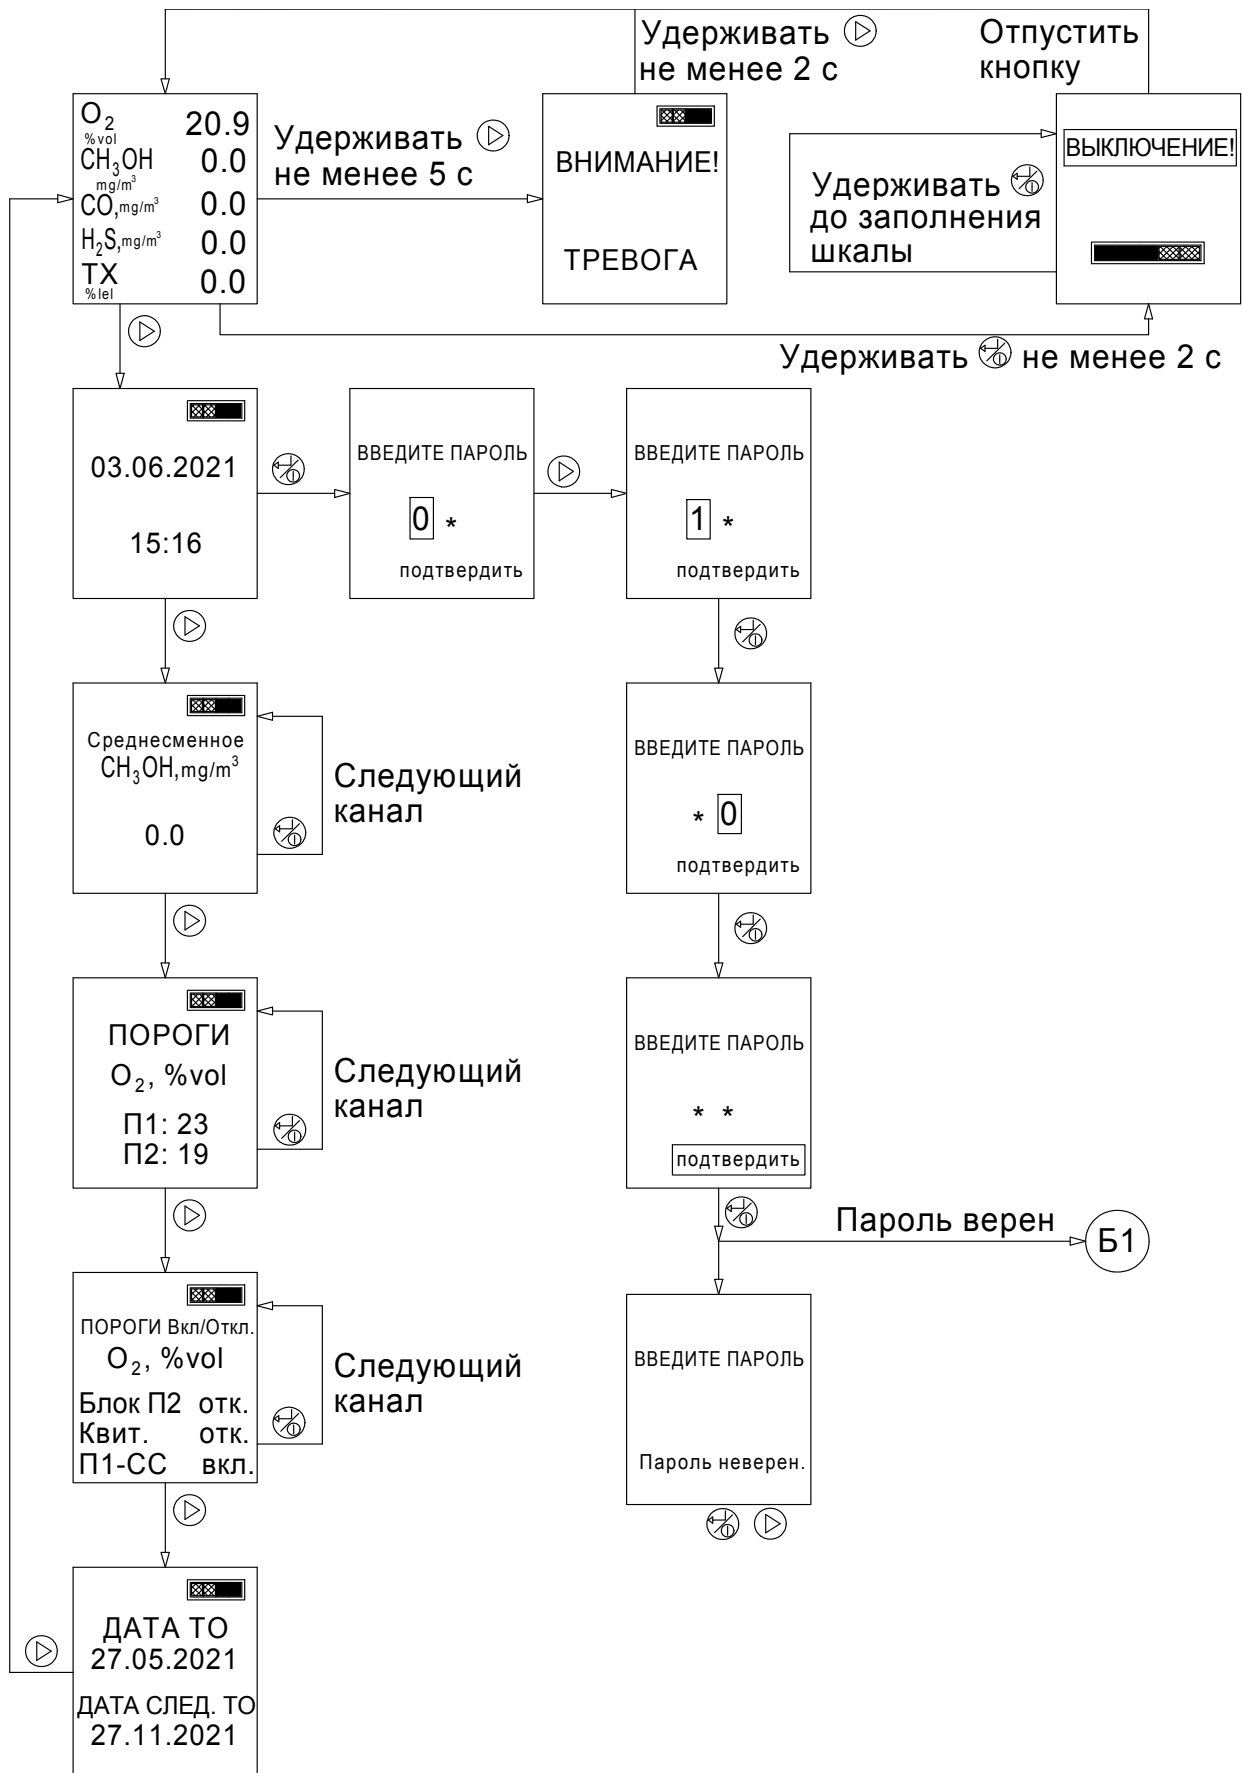 Удерживать
не менее 2 с
Отпустить
кнопку
O2
%vol
20.9
CH3OH
mg/m³
0.0
CO,mg/m³
0.0
H2S,mg/m³
0.0
TX
%lel
0.0
Удерживать
не менее 5 с
ВНИМАНИЕ!
ТРЕВОГА
Удерживать
до заполнения
шкалы
ВЫКЛЮЧЕНИЕ!
Удерживать не менее 2 с
03.06.2021
15:16
ВВЕДИТЕ ПАРОЛЬ
0 *
подтвердить
ВВЕДИТЕ ПАРОЛЬ
1 *
подтвердить
Среднесменное
CH3OH,mg/m³
0.0
Следующий
канал
ВВЕДИТЕ ПАРОЛЬ
* 0
подтвердить
ПОРОГИ
O2, %vol
П1: 23
П2: 19
Следующий
канал
ВВЕДИТЕ ПАРОЛЬ
* *
подтвердить
Пароль верен
Б1
ПОРОГИ Вкл/Откл.
O2, %vol
Блок П2 отк.
Квит. отк.
П1-СС вкл.
Следующий
канал
ВВЕДИТЕ ПАРОЛЬ
Пароль неверен.
ДАТА ТО
27.05.2021
ДАТА СЛЕД. ТО
27.11.2021